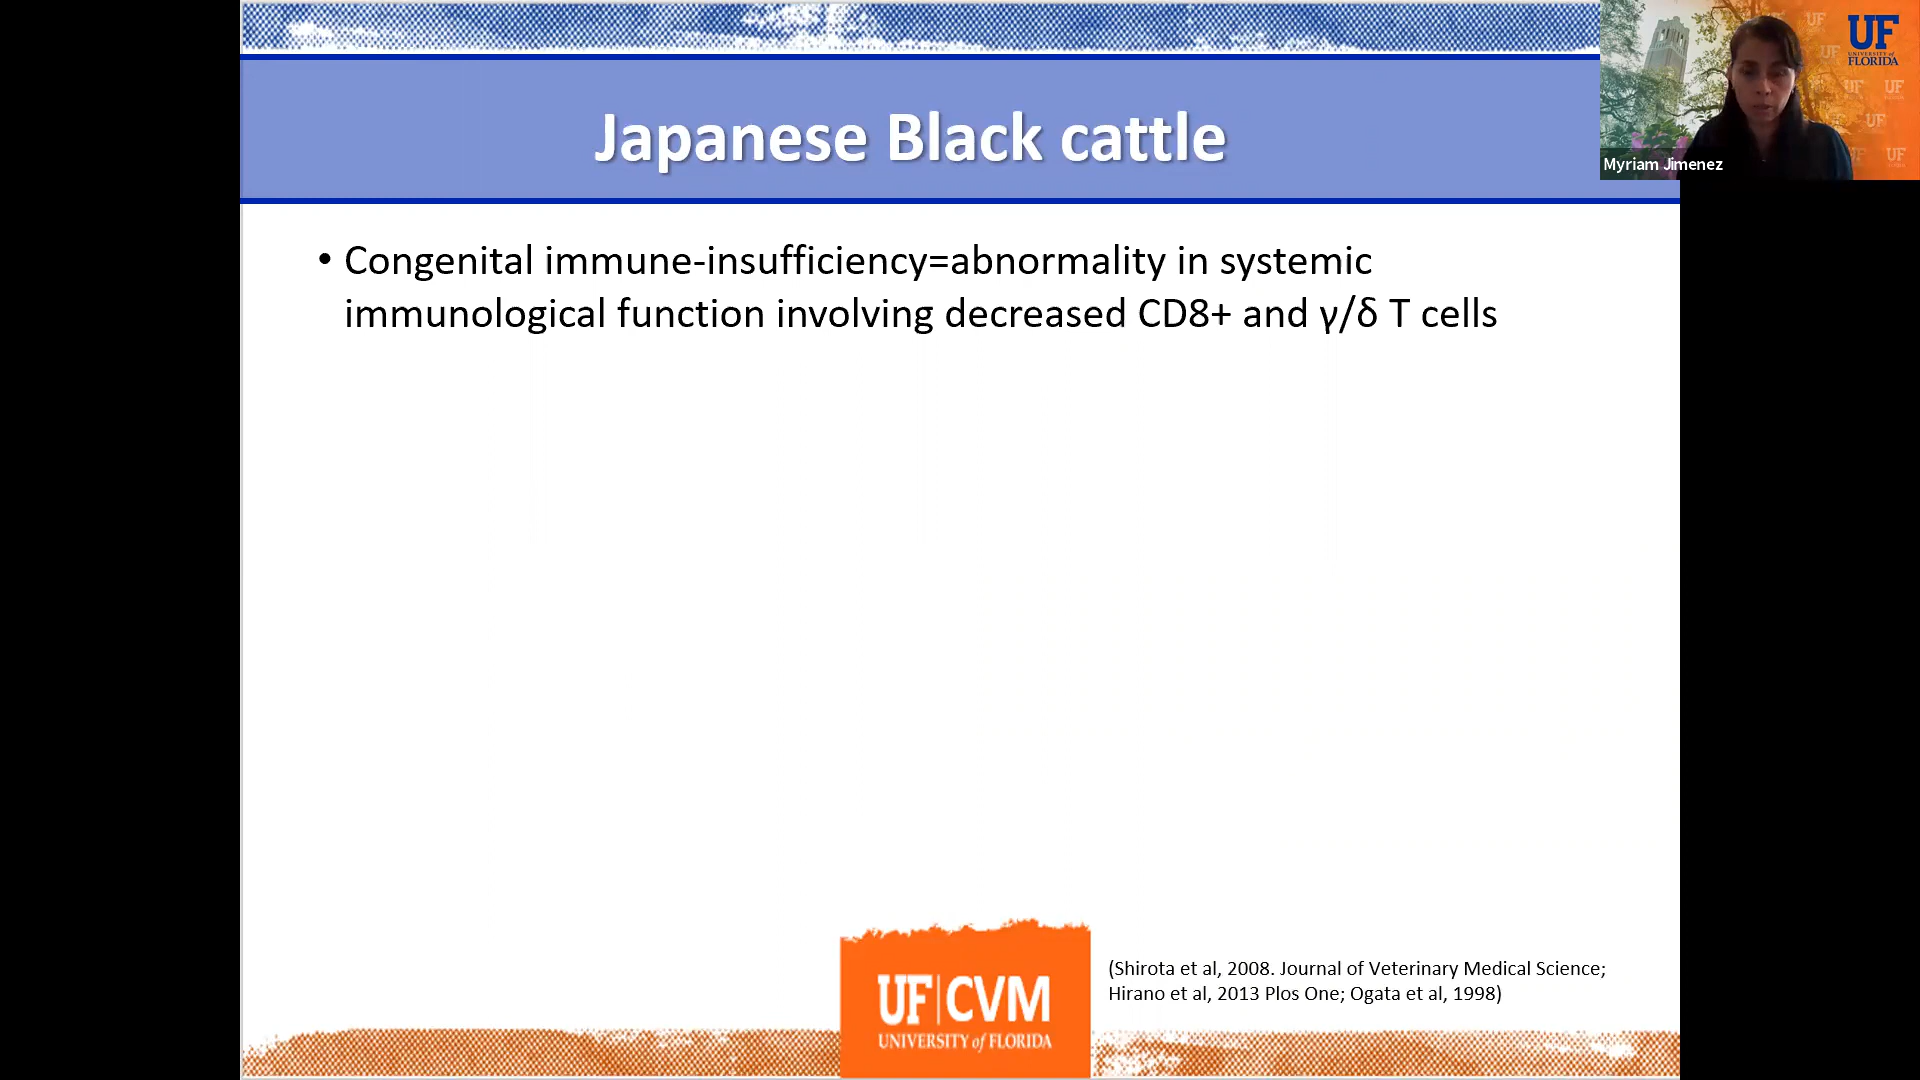 Japanese Black cattle
UF
UNIVERSITY of
FLORIDA
Myriam Jimenez
• Congenital immune-insufficiency=abnormality in systemic
immunological function involving decreased CD8+ and γ/δ T cells
(Shirota et al, 2008. Journal of Veterinary Medical Science;
Hirano et al, 2013 Plos One; Ogata et al, 1998)
UF|CVM
UNIVERSITY of FLORIDA